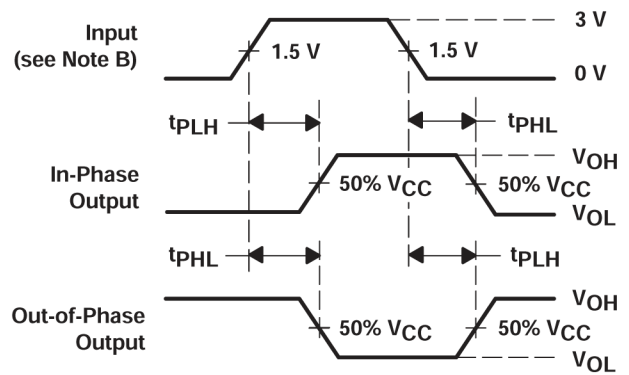 Input
(see Note B)
1.5 V
1.5 V
3 V
0 V
tPLH
tPHL
In-Phase
Output
50% VCC
50% VCC
VOH
VOL
tPHL
tPLH
Out-of-Phase
Output
50% VCC
50% VCC
VOH
VOL